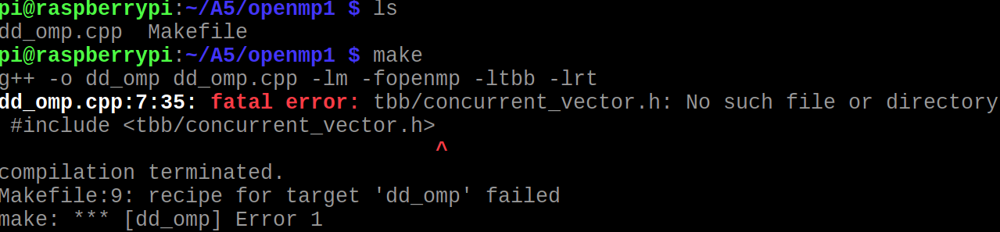 pi@raspberrypi:~/A5/openmp1 $ ls
dd_omp.cpp  Makefile
pi@raspberrypi:~/A5/openmp1 $ make
g++ -o dd_omp dd_omp.cpp -lm -fopenmp -ltbb -lrt
dd_omp.cpp:7:35: fatal error: tbb/concurrent_vector.h: No such file or directory
 #include <tbb/concurrent_vector.h>
                                   ^
compilation terminated.
Makefile:9: recipe for target 'dd_omp' failed
make: *** [dd_omp] Error 1